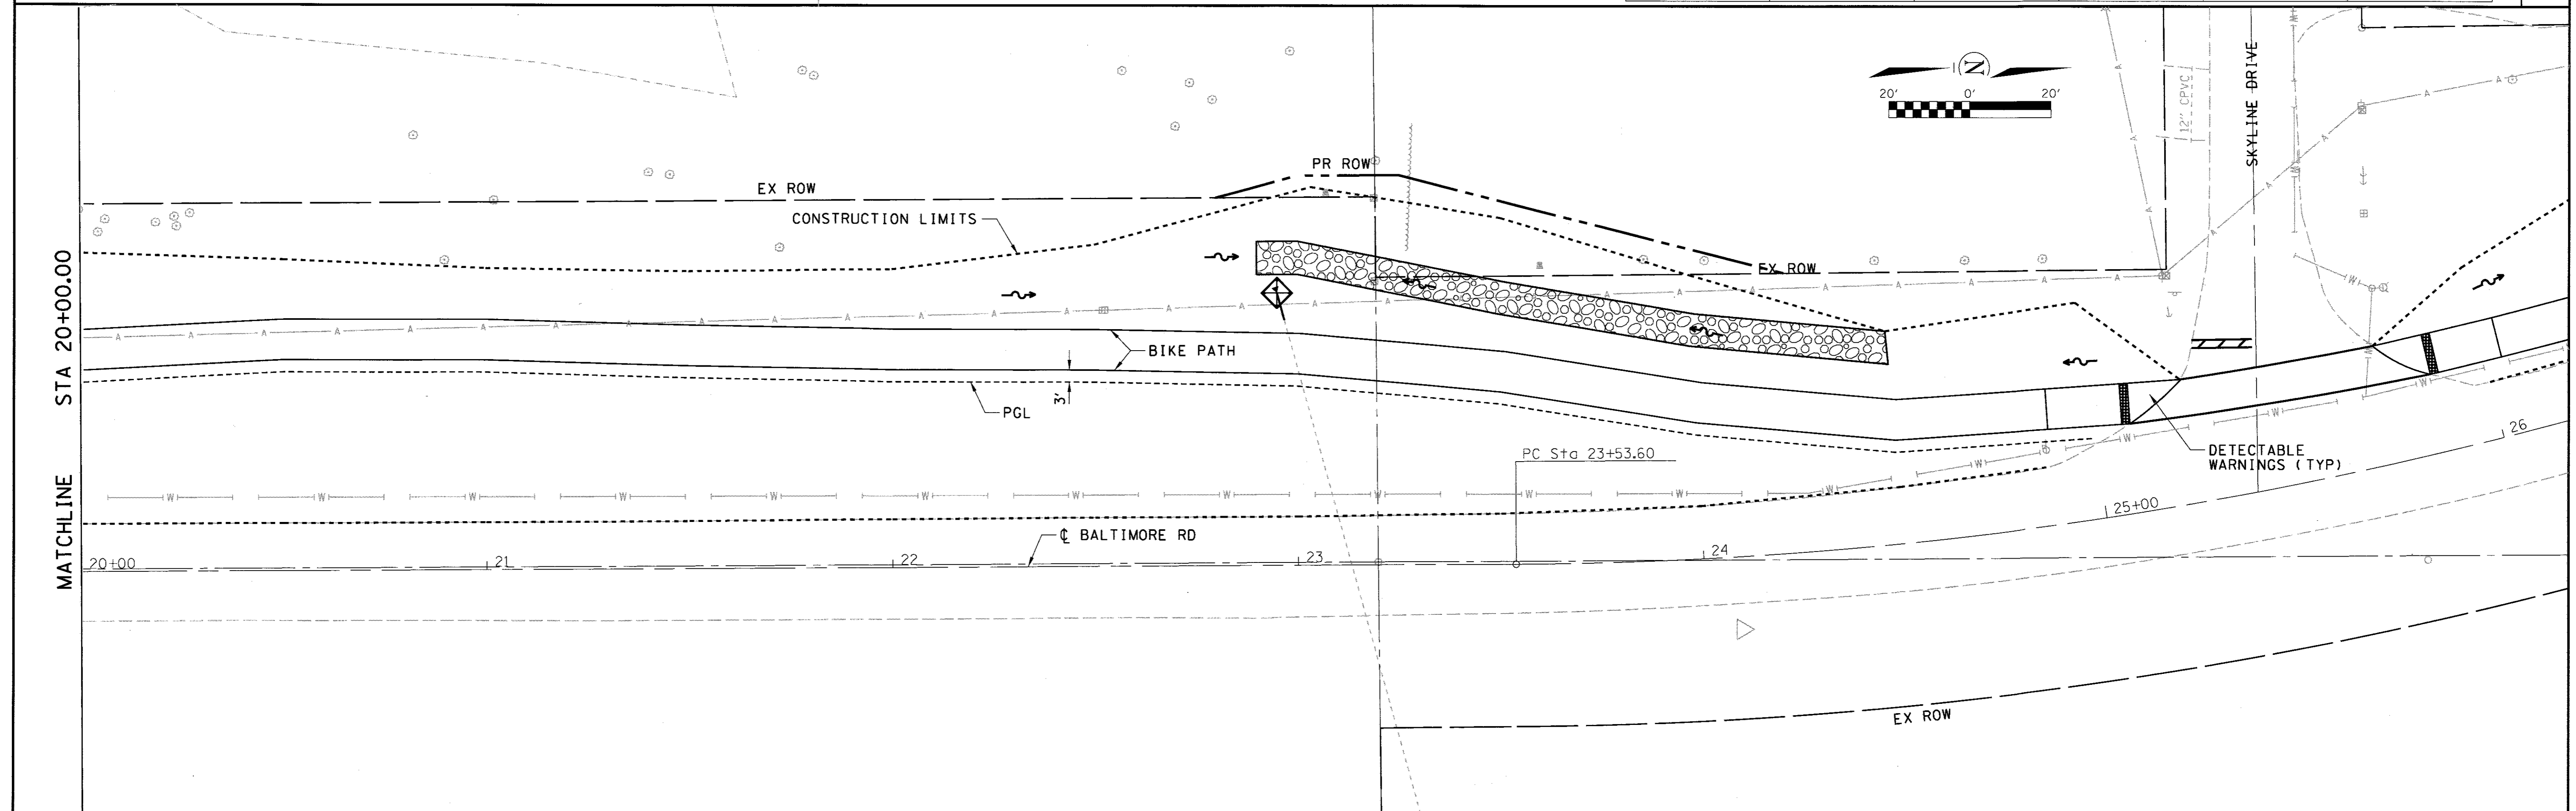 N
20' 0' 20'
12" CPVC
SKYLINE DRIVE
PR ROW
EX ROW
CONSTRUCTION LIMITS
EX ROW
MATCHLINE STA 20+00.00
BIKE PATH
3'
PGL
PC Sta 23+53.60
DETECTABLE
WARNINGS (TYP)
26
25+00
℄ BALTIMORE RD
20+00 21 22 23 24
EX ROW
A A A A A A A A A A A A A A A A A A
W W W W W W W W W W W W W W W W